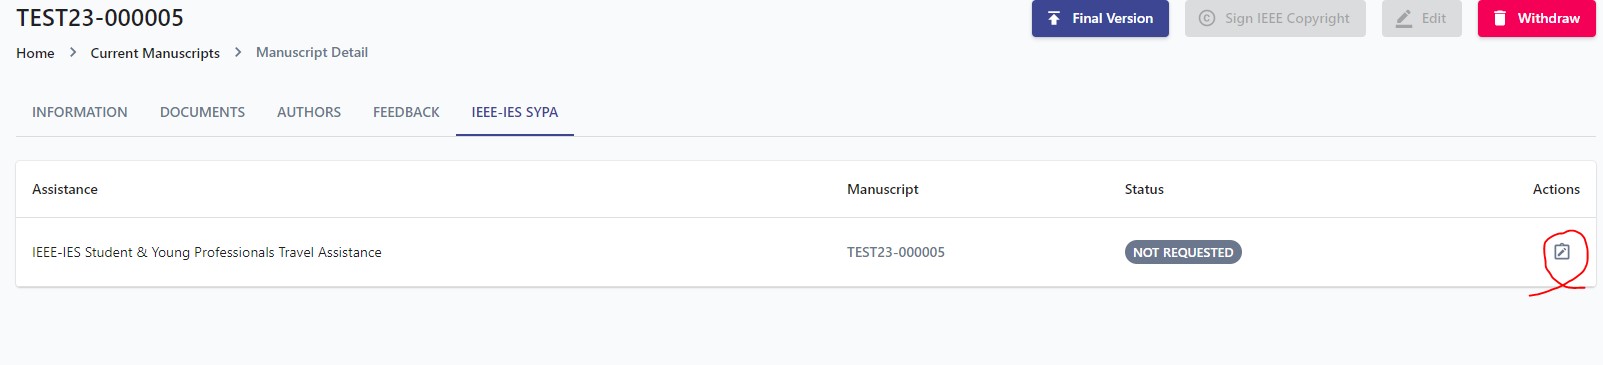 TEST23-000005
Final Version
Sign IEEE Copyright
Edit
Withdraw
Home > Current Manuscripts > Manuscript Detail
INFORMATION DOCUMENTS AUTHORS FEEDBACK IEEE-IES SYPA
Assistance Manuscript Status Actions
IEEE-IES Student & Young Professionals Travel Assistance TEST23-000005 NOT REQUESTED